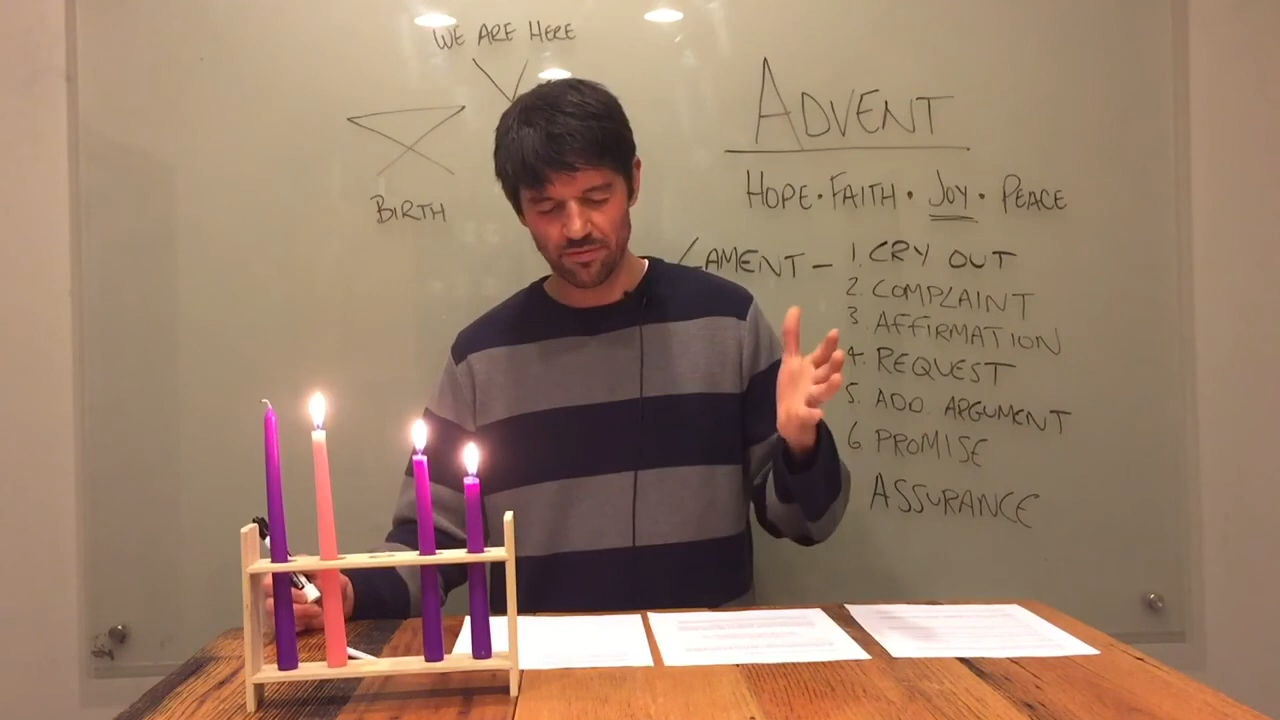 WE ARE HERE
BIRTH
ADVENT
HOPE • FAITH • JOY • PEACE
LAMENT - 1. CRY OUT
2. COMPLAINT
3. AFFIRMATION
4. REQUEST
5. ADD. ARGUMENT
6 PROMISE
ASSURANCE